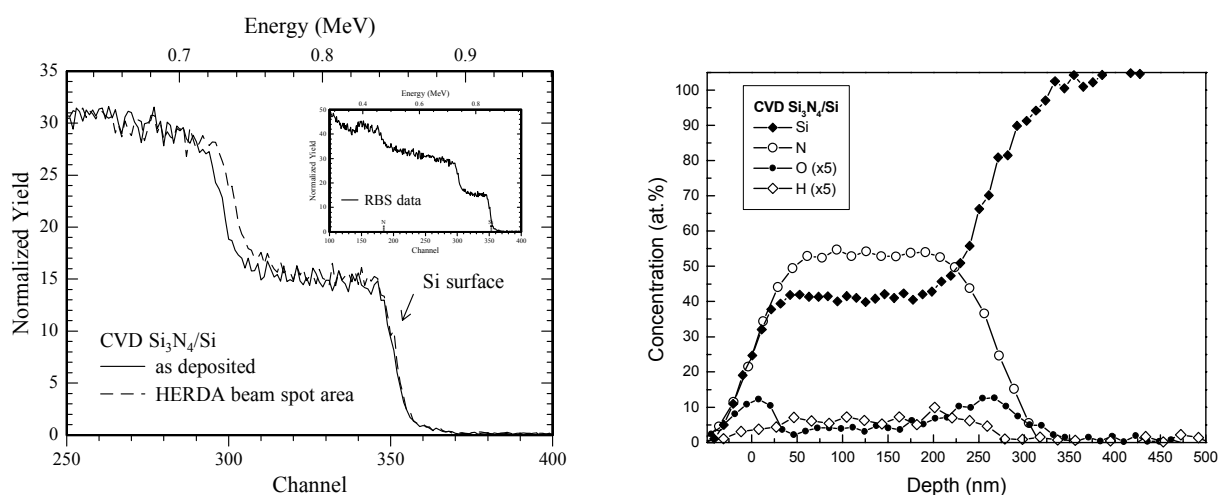 Energy (MeV)
0.7 0.8 0.9
35
30
25
20
15
10
5
0
Normalized Yield
Energy (MeV)
0.4 0.6 0.8
50
40
30
20
10
0
Normalized Yield
RBS data
N
Si
100 150 200 250 300 350 400
Channel
Si surface
CVD Si3N4/Si
as deposited
HERDA beam spot area
250 300 350 400
Channel
100
90
80
70
60
50
40
30
20
10
0
Concentration (at.%)
CVD Si3N4/Si
Si
N
O (x5)
H (x5)
0 50 100 150 200 250 300 350 400 450 500
Depth (nm)